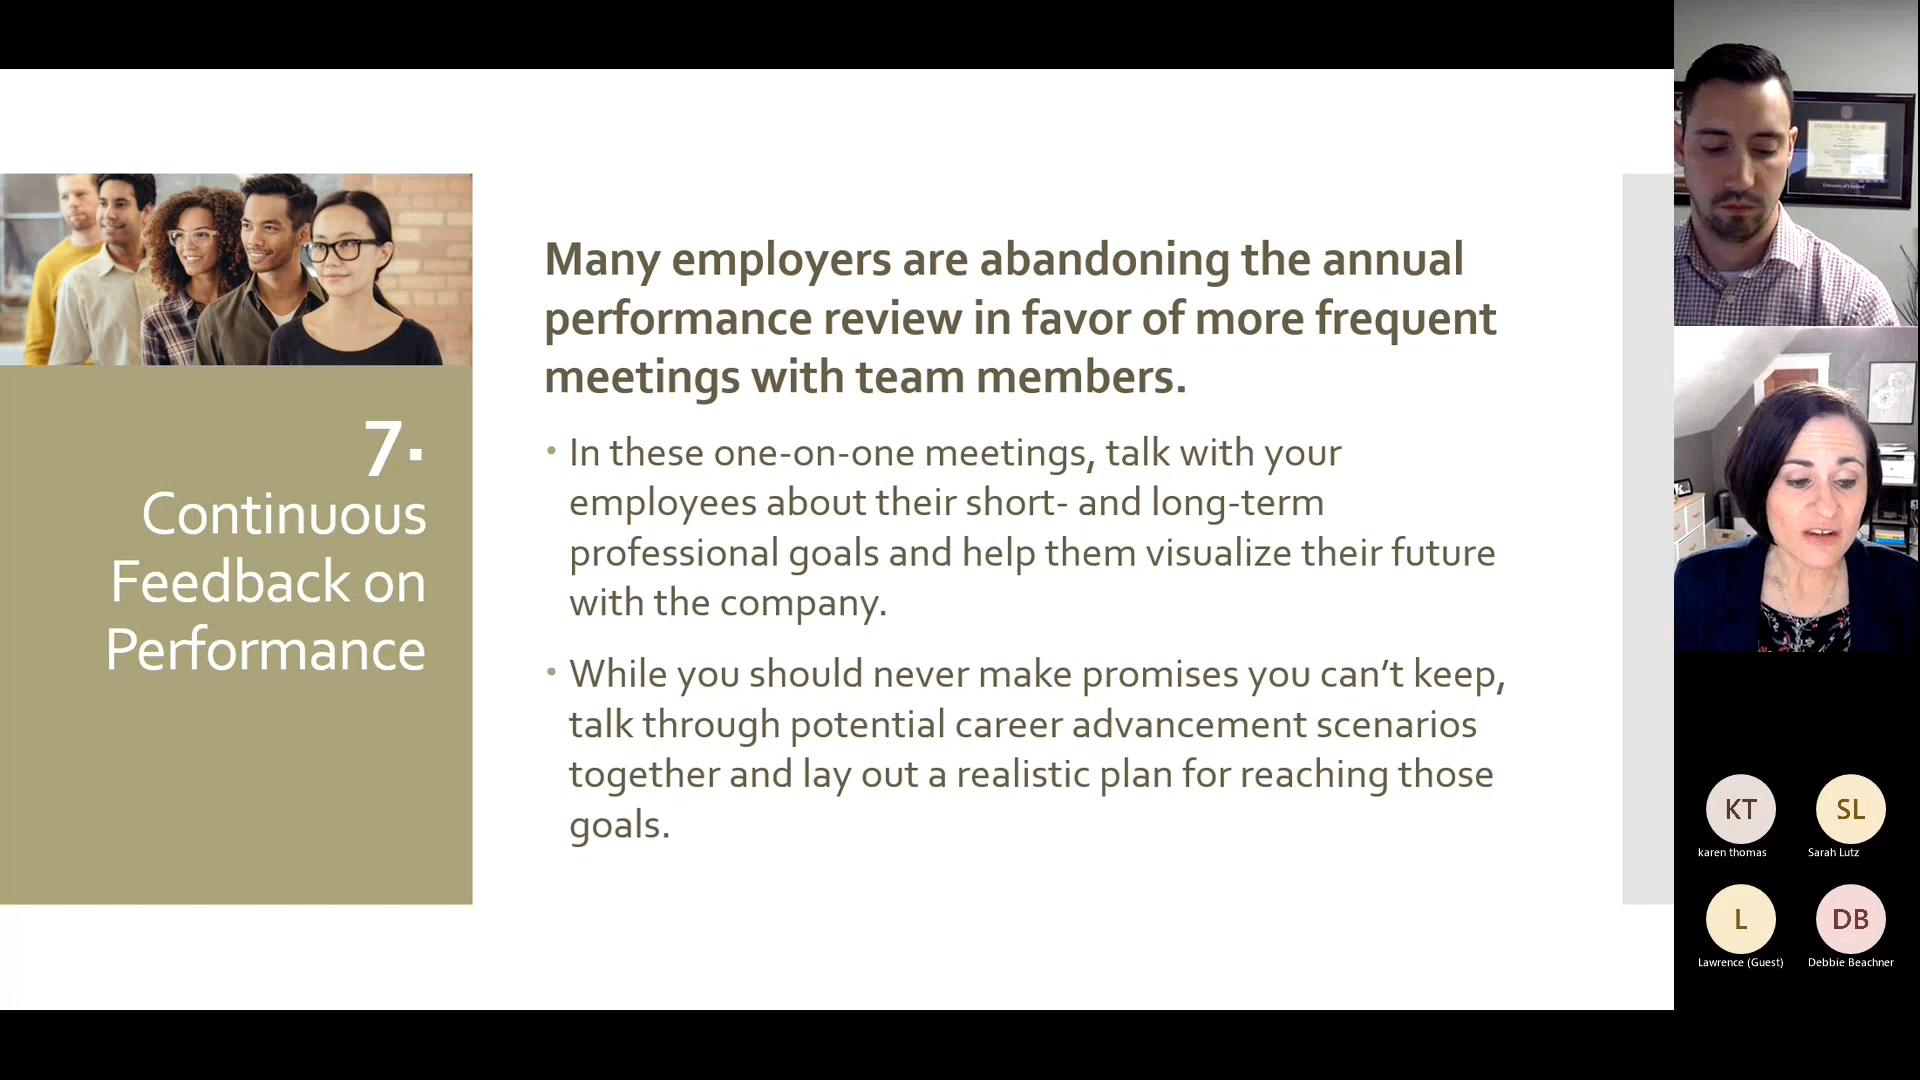 7.
Continuous
Feedback on
Performance
Many employers are abandoning the annual
performance review in favor of more frequent
meetings with team members.
• In these one-on-one meetings, talk with your
employees about their short- and long-term
professional goals and help them visualize their future
with the company.
• While you should never make promises you can’t keep,
talk through potential career advancement scenarios
together and lay out a realistic plan for reaching those
goals.
KT
karen thomas
SL
Sarah Lutz
L
Lawrence (Guest)
DB
Debbie Beachner